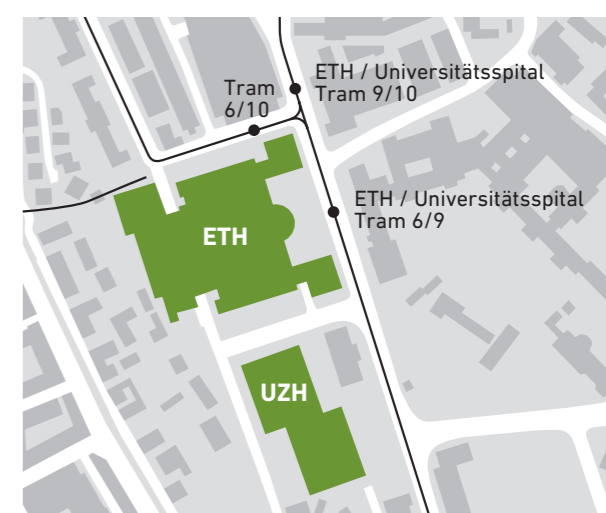 ETH / Universitätsspital
Tram 9/10
Tram
6/10
ETH / Universitätsspital
Tram 6/9
ETH
UZH